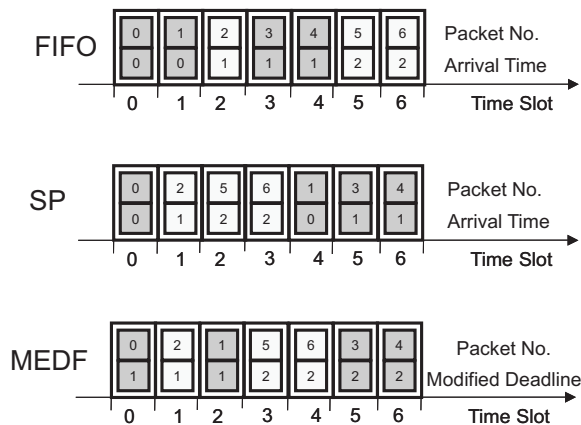 0 1 2 3 4 5 6 Packet No.
FIFO
0 0 1 1 1 2 2 Arrival Time
0 1 2 3 4 5 6 Time Slot
0 2 5 6 1 3 4 Packet No.
SP
0 1 2 2 0 1 1 Arrival Time
0 1 2 3 4 5 6 Time Slot
0 2 1 5 6 3 4 Packet No.
MEDF
1 1 1 2 2 2 2 Modified Deadline
0 1 2 3 4 5 6 Time Slot